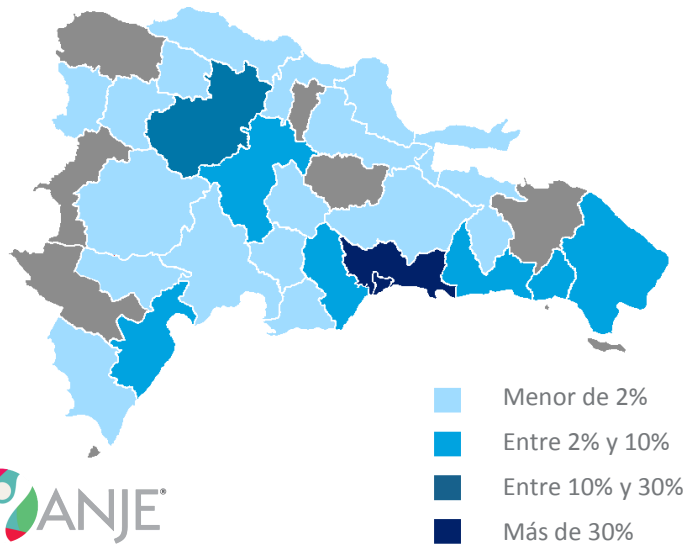 Menor de 2%
Entre 2% y 10%
Entre 10% y 30%
Más de 30%
ANJE®